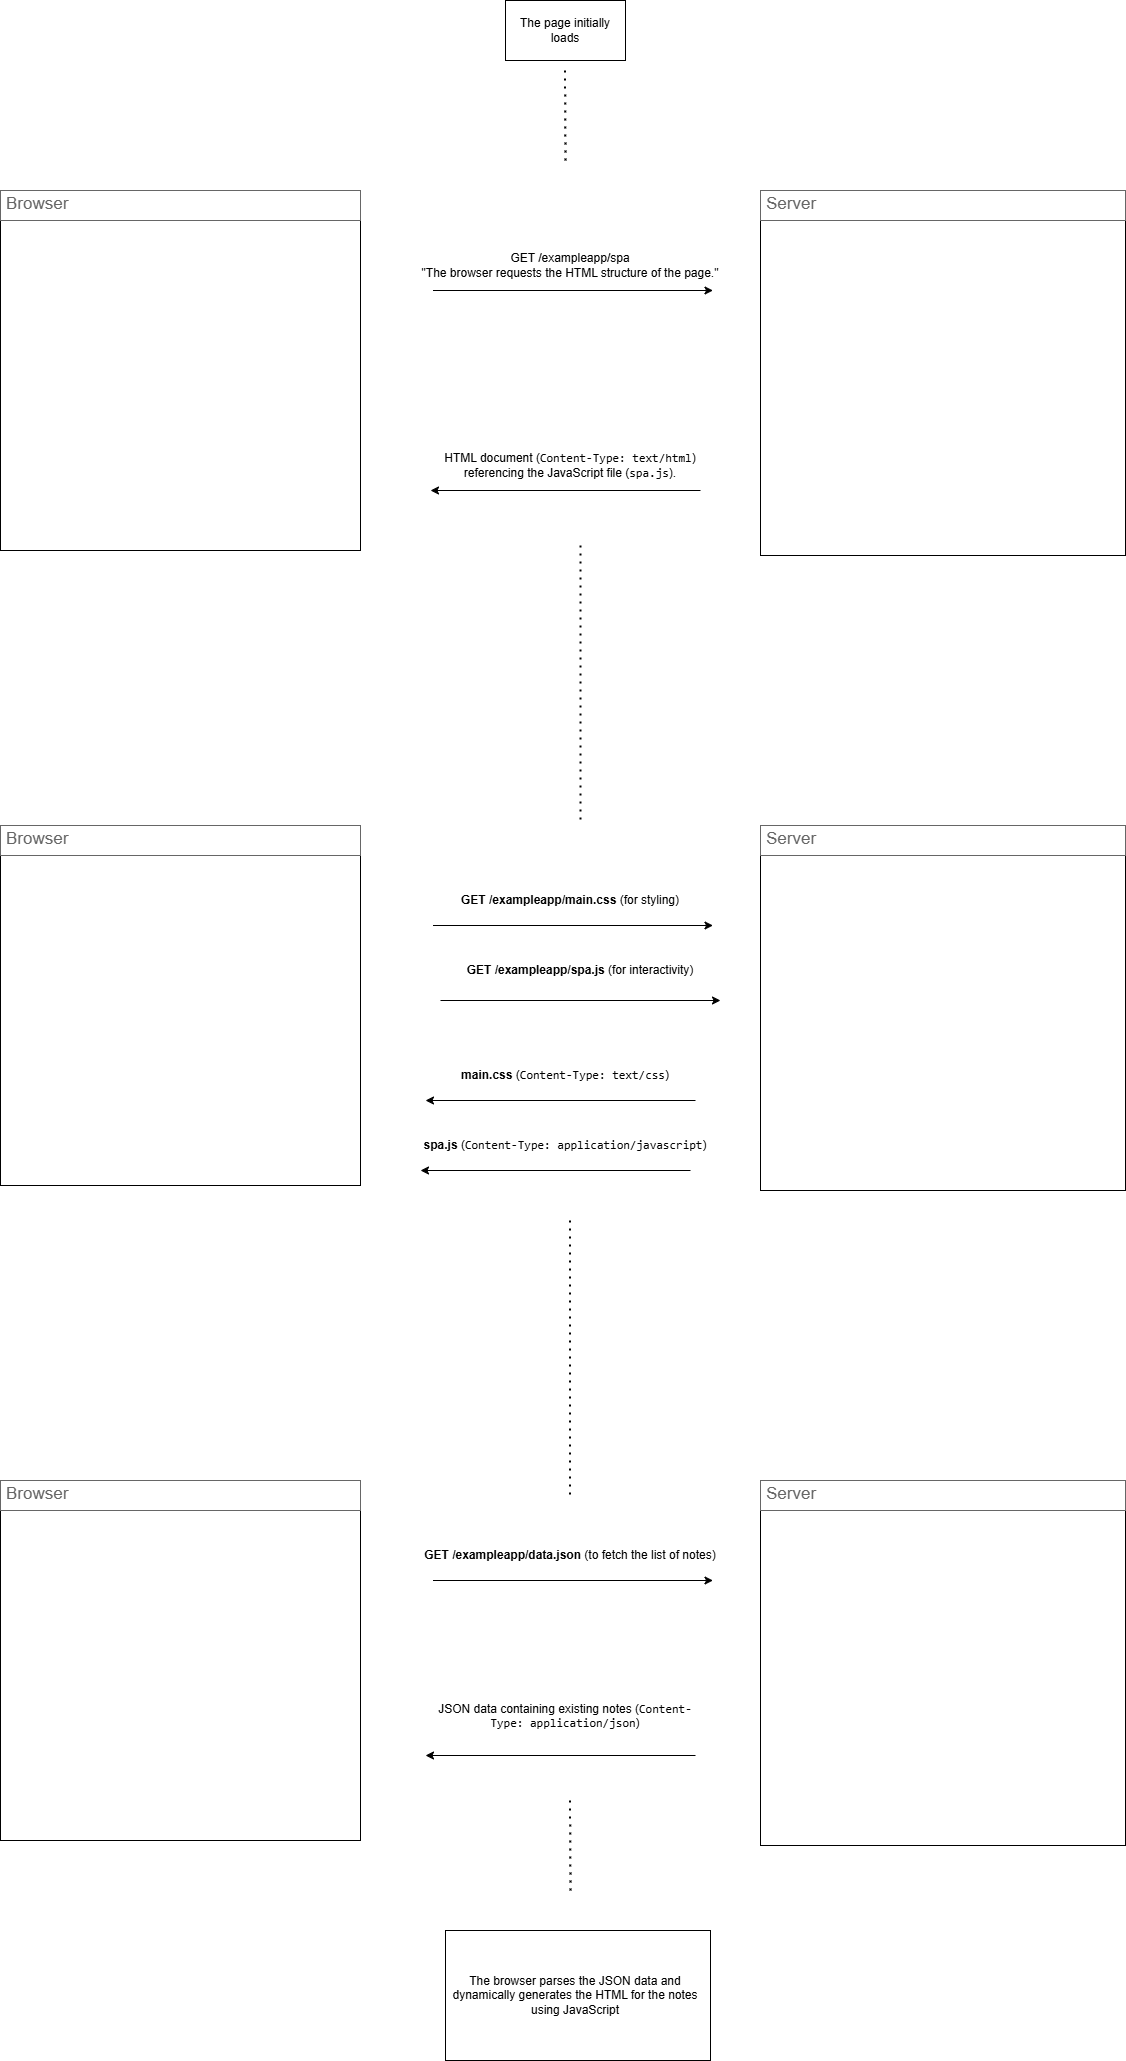 The page initially
loads
Browser
Server
GET /exampleapp/spa
"The browser requests the HTML structure of the page."
HTML document (Content-Type: text/html)
referencing the JavaScript file (spa.js).
Browser
Server
GET /exampleapp/main.css (for styling)
GET /exampleapp/spa.js (for interactivity)
main.css (Content-Type: text/css)
spa.js (Content-Type: application/javascript)
Browser
Server
GET /exampleapp/data.json (to fetch the list of notes)
JSON data containing existing notes (Content-
Type: application/json)
The browser parses the JSON data and
dynamically generates the HTML for the notes
using JavaScript